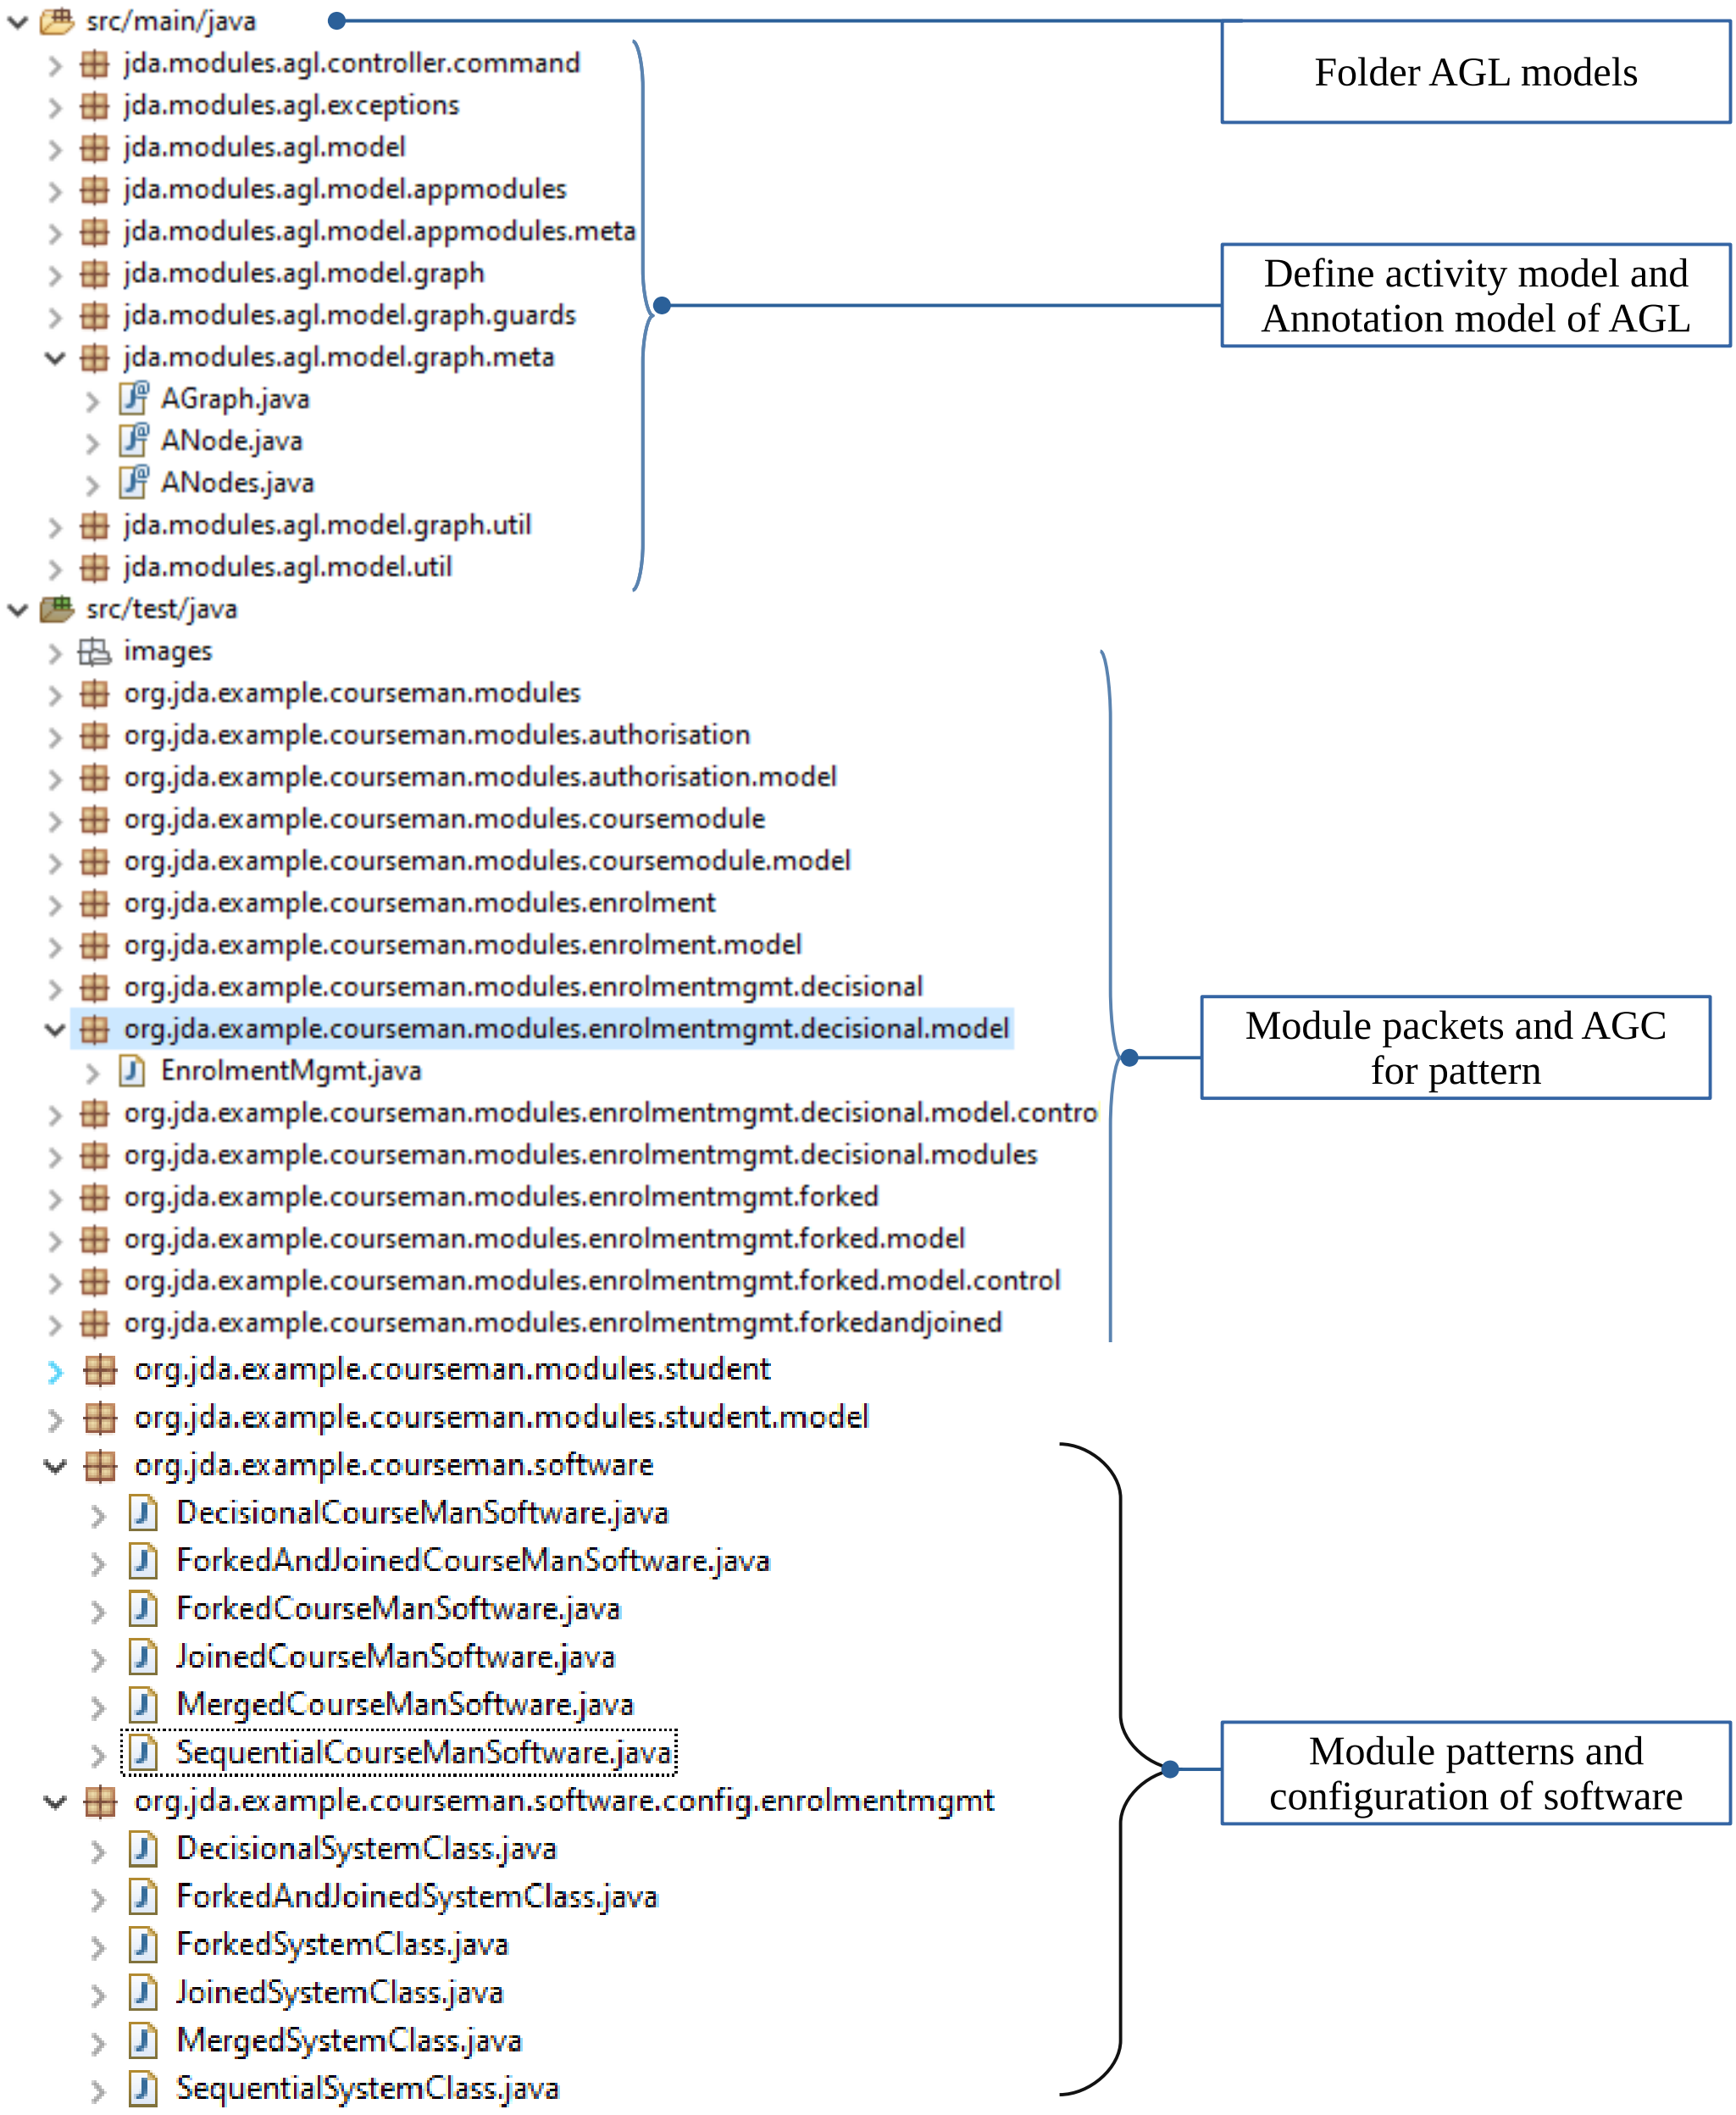 src/main/java
Folder AGL models
jda.modules.agl.controller.command
jda.modules.agl.exceptions
jda.modules.agl.model
jda.modules.agl.model.appmodules
jda.modules.agl.model.appmodules.meta
jda.modules.agl.model.graph
jda.modules.agl.model.graph.guards
Define activity model and
Annotation model of AGL
jda.modules.agl.model.graph.meta
AGraph.java
ANode.java
ANodes.java
jda.modules.agl.model.graph.util
jda.modules.agl.model.util
src/test/java
images
org.jda.example.courseman.modules
org.jda.example.courseman.modules.authorisation
org.jda.example.courseman.modules.authorisation.model
org.jda.example.courseman.modules.coursemodule
org.jda.example.courseman.modules.coursemodule.model
org.jda.example.courseman.modules.enrolment
org.jda.example.courseman.modules.enrolment.model
org.jda.example.courseman.modules.enrolmentmgmt.decisional
org.jda.example.courseman.modules.enrolmentmgmt.decisional.model
Module packets and AGC
for pattern
EnrolmentMgmt.java
org.jda.example.courseman.modules.enrolmentmgmt.decisional.model.contro
org.jda.example.courseman.modules.enrolmentmgmt.decisional.modules
org.jda.example.courseman.modules.enrolmentmgmt.forked
org.jda.example.courseman.modules.enrolmentmgmt.forked.model
org.jda.example.courseman.modules.enrolmentmgmt.forked.model.control
org.jda.example.courseman.modules.enrolmentmgmt.forkedandjoined
org.jda.example.courseman.modules.student
org.jda.example.courseman.modules.student.model
org.jda.example.courseman.software
DecisionalCourseManSoftware.java
ForkedAndJoinedCourseManSoftware.java
ForkedCourseManSoftware.java
JoinedCourseManSoftware.java
MergedCourseManSoftware.java
SequentialCourseManSoftware.java
Module patterns and
configuration of software
org.jda.example.courseman.software.config.enrolmentmgmt
DecisionalSystemClass.java
ForkedAndJoinedSystemClass.java
ForkedSystemClass.java
JoinedSystemClass.java
MergedSystemClass.java
SequentialSystemClass.java